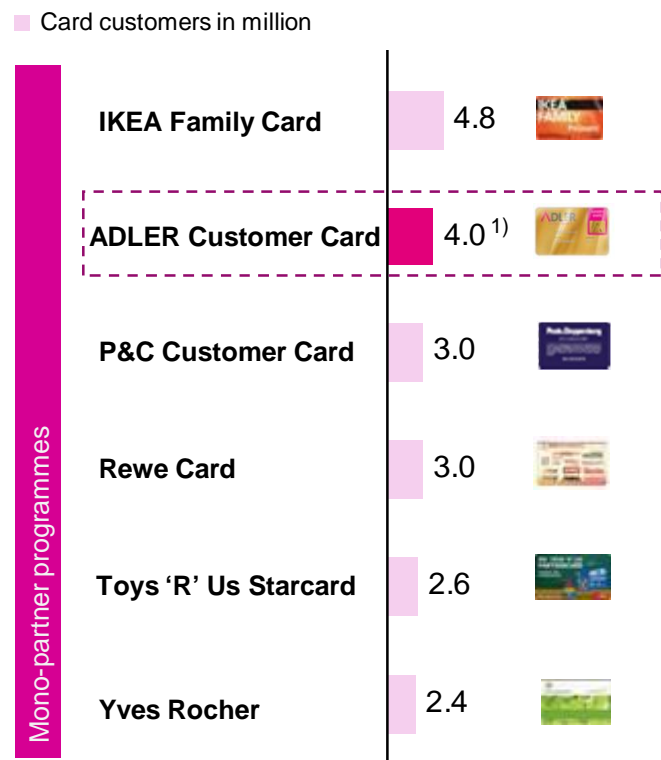 Card customers in million
Mono-partner programmes
IKEA Family Card
4.8
IKEA
FAMILY
ADLER Customer Card
4.0 1)
ADLER
P&C Customer Card
3.0
Rewe Card
3.0
Toys ‘R’ Us Starcard
2.6
Yves Rocher
2.4